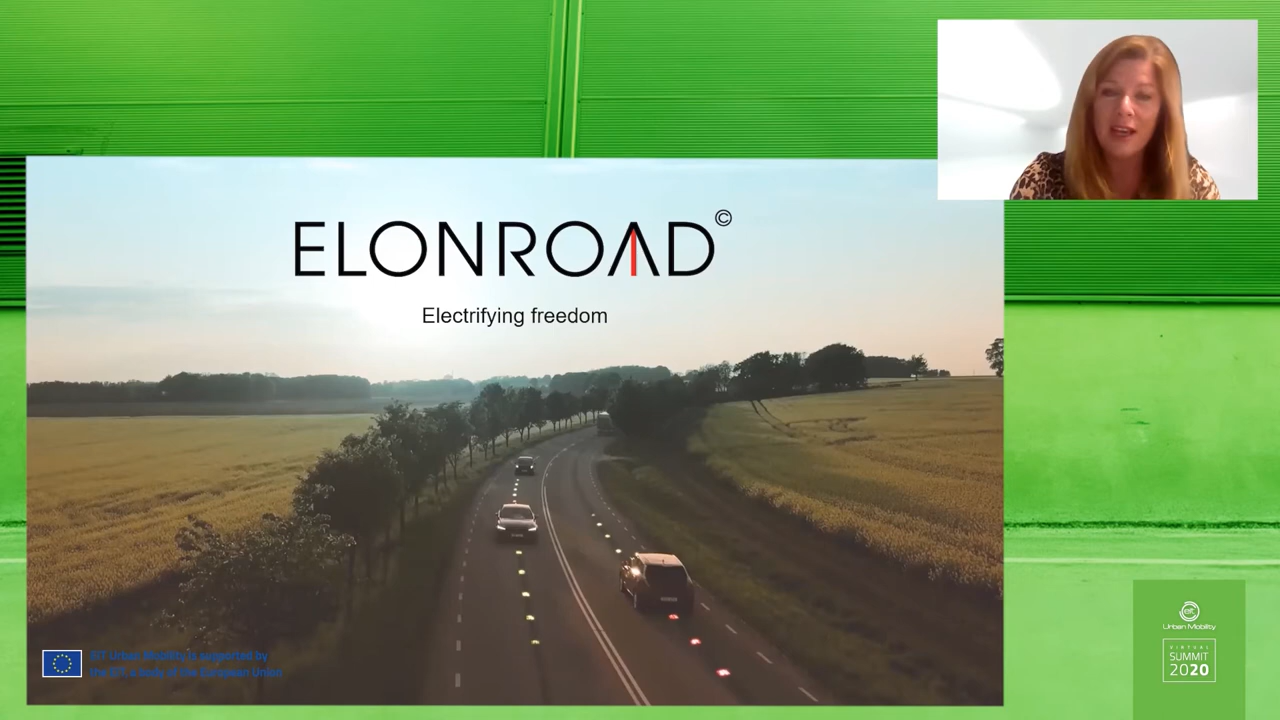 ELONROAD©
Electrifying freedom
EIT Urban Mobility is supported by
the EIT, a body of the European Union
eit
Urban Mobility
VIRTUAL
SUMMIT
2020